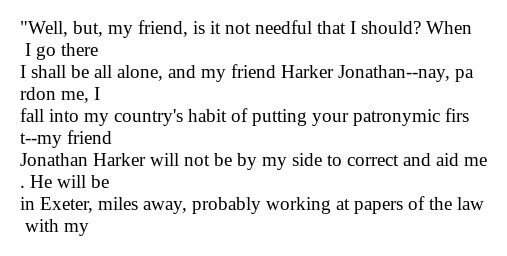 "Well, but, my friend, is it not needful that I should? When
I go there
I shall be all alone, and my friend Harker Jonathan--nay, pa
rdon me, I
fall into my country's habit of putting your patronymic firs
t--my friend
Jonathan Harker will not be by my side to correct and aid me
. He will be
in Exeter, miles away, probably working at papers of the law
with my